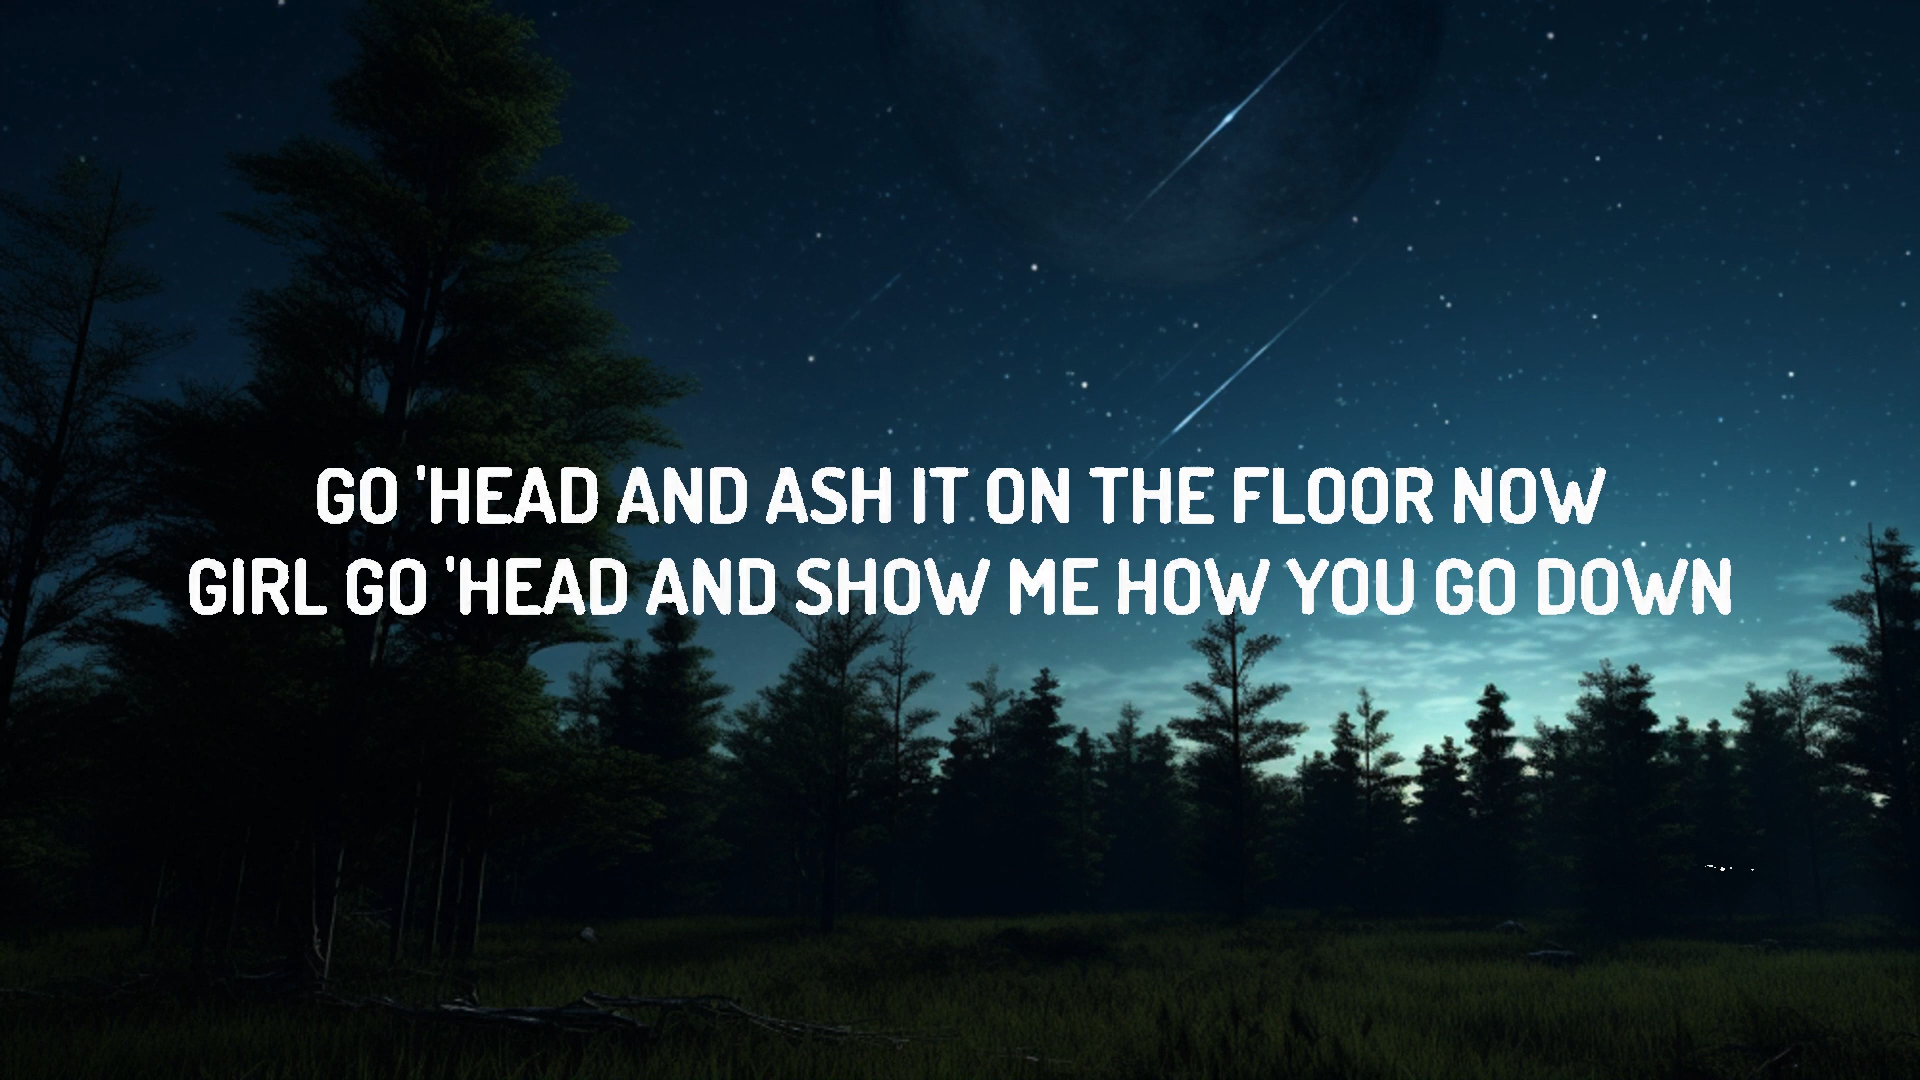 GO 'HEAD AND ASH IT ON THE FLOOR NOW
GIRL GO 'HEAD AND SHOW ME HOW YOU GO DOWN